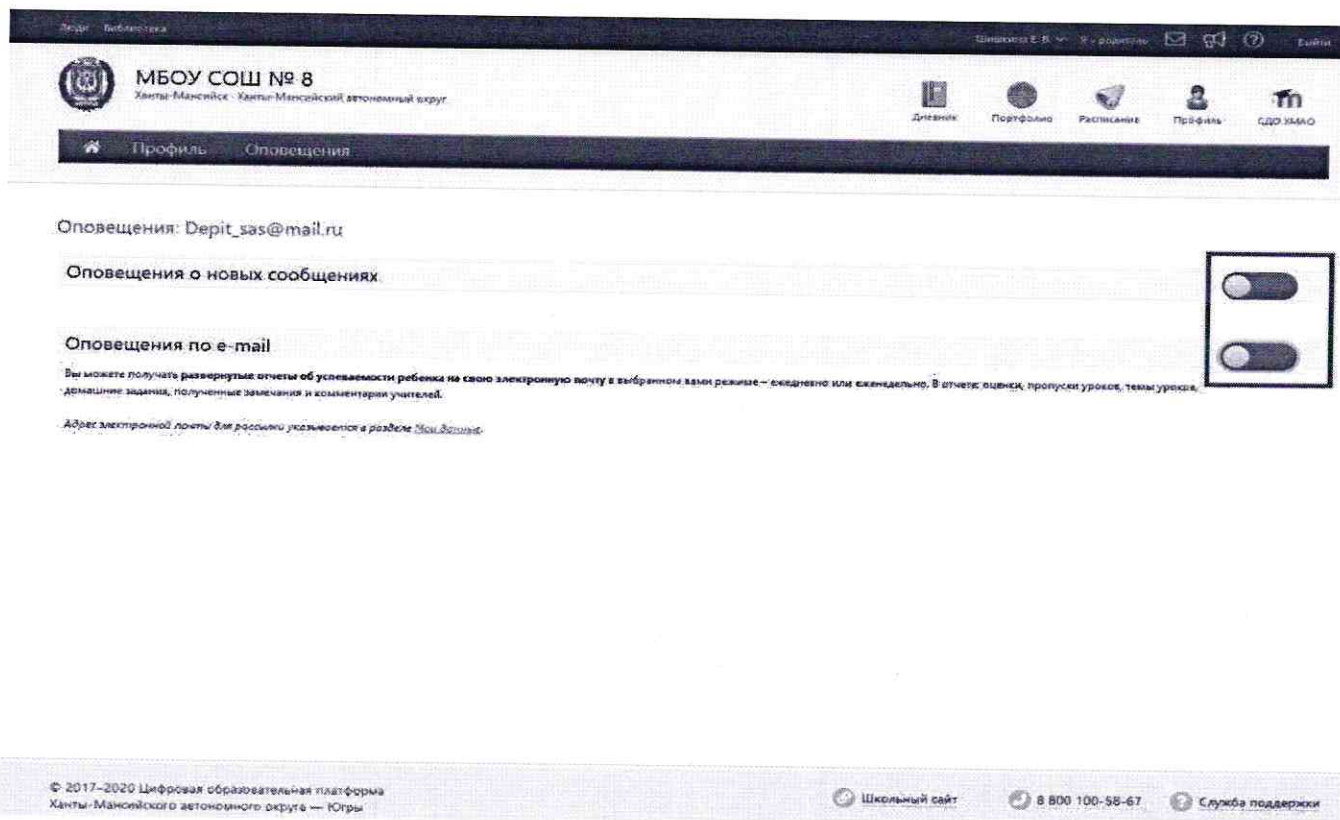 Люди Библиотека
Шишкина Е. В. Я - родитель Выйти
МБОУ СОШ № 8
Ханты-Мансийск - Ханты-Мансийский автономный округ
Дневник Портфолио Расписание Профиль СДО ХМАО
Профиль Оповещения
Оповещения: Depit_sas@mail.ru
Оповещения о новых сообщениях
Оповещения по e-mail
Вы можете получать развернутые отчеты об успеваемости ребенка на свою электронную почту в выбранном вами режиме – ежедневно или еженедельно. В отчете: оценки, пропуски уроков, темы уроков,
домашние задания, полученные замечания и комментарии учителей.
Адрес электронной почты для рассылки указывается в разделе Мои данные.
© 2017–2020 Цифровая образовательная платформа
Ханты-Мансийского автономного округа — Югры
Школьный сайт 8 800 100-58-67 Служба поддержки